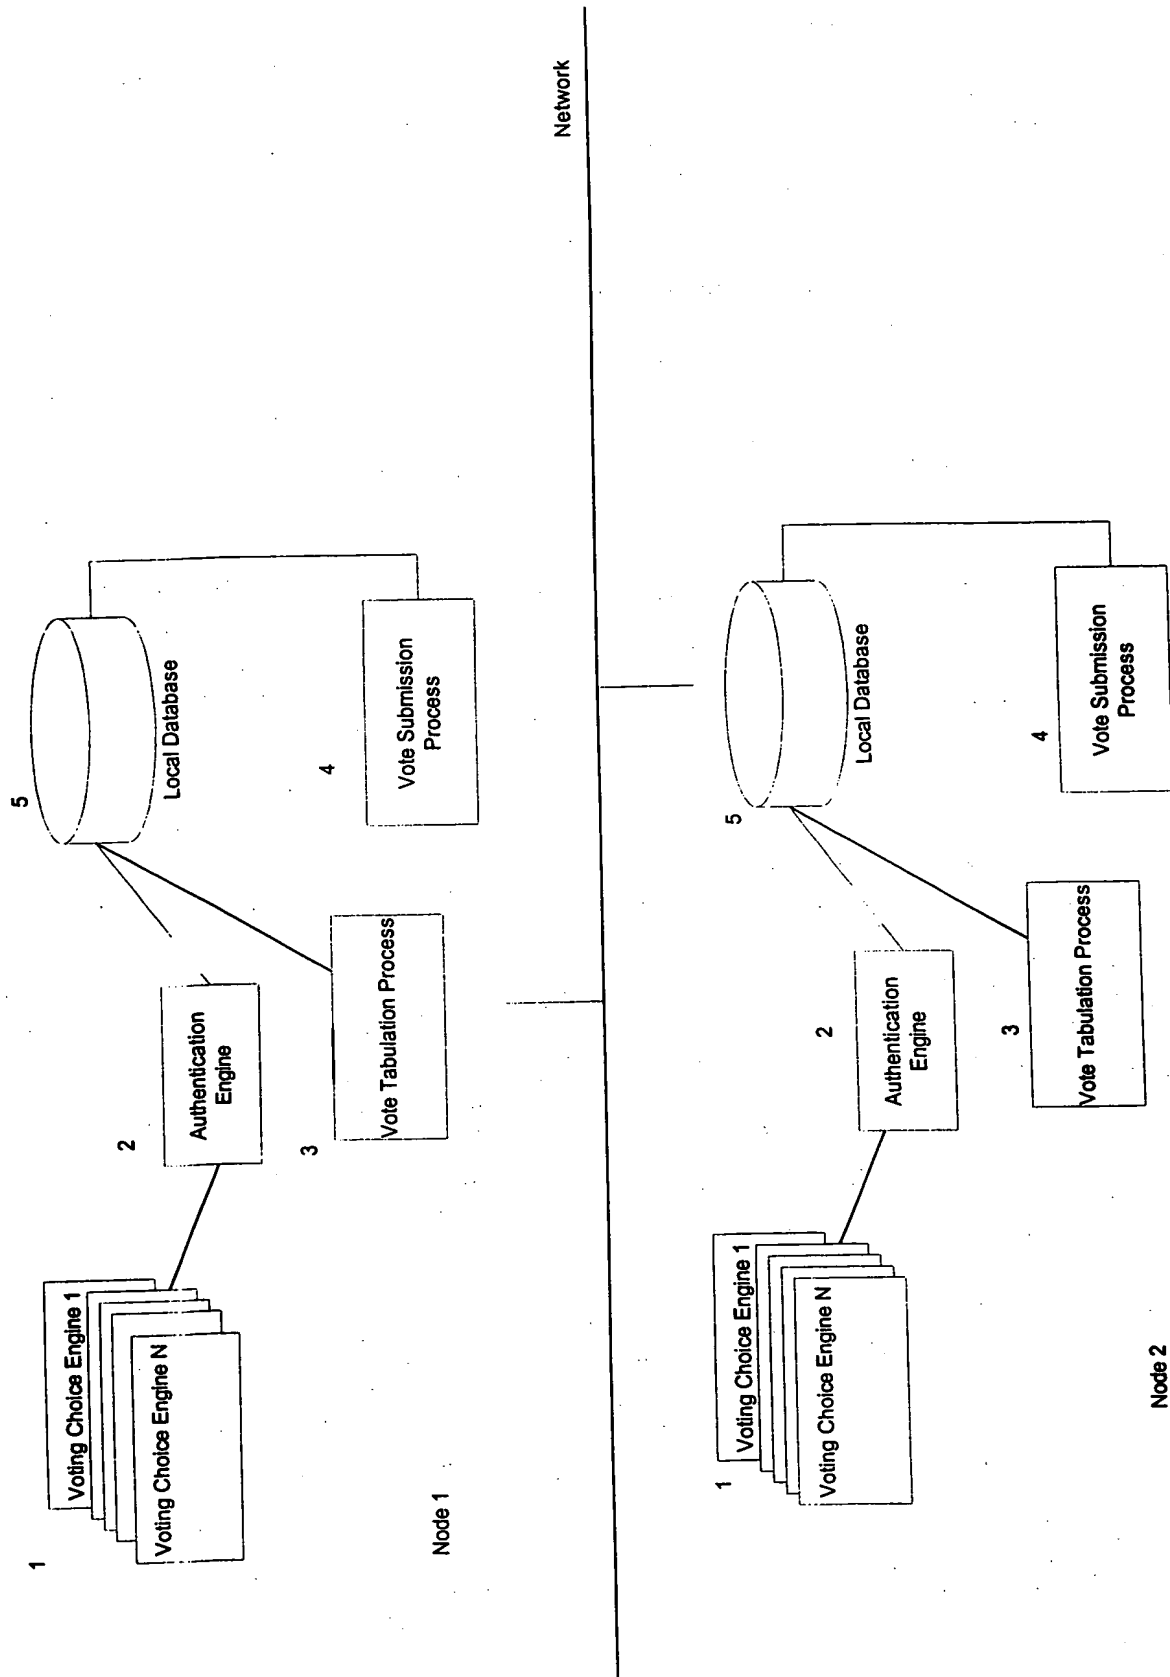 1
Voting Choice Engine 1
Voting Choice Engine N
2
Authentication
Engine
3
Vote Tabulation Process
5
Local Database
4
Vote Submission
Process
Node 1
Network
1
Voting Choice Engine 1
Voting Choice Engine N
2
Authentication
Engine
3
Vote Tabulation Process
5
Local Database
4
Vote Submission
Process
Node 2